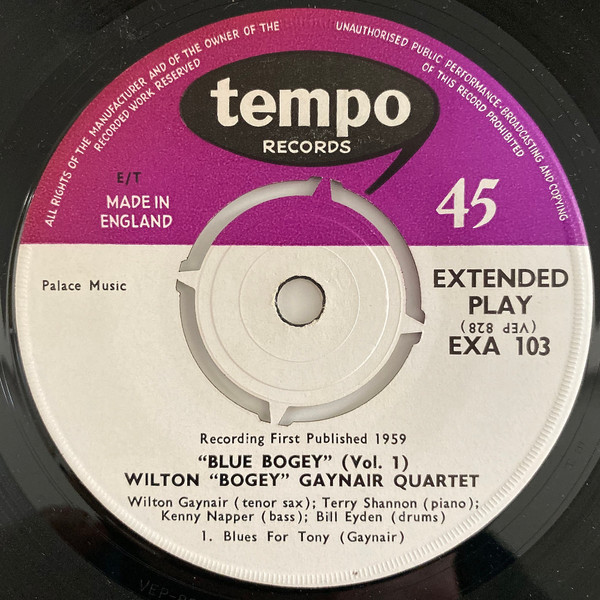 ALL RIGHTS OF THE MANUFACTURER AND OF THE OWNER OF THE
RECORDED WORK RESERVED
UNAUTHORISED PUBLIC PERFORMANCE·BROADCASTING AND COPYING
OF THIS RECORD PROHIBITED
tempo
RECORDS
E/T
MADE IN
ENGLAND
45
Palace Music
EXTENDED
PLAY
(VEP 828)
EXA 103
Recording First Published 1959
“BLUE BOGEY” (Vol. 1)
WILTON “BOGEY” GAYNAIR QUARTET
Wilton Gaynair (tenor sax); Terry Shannon (piano);
Kenny Napper (bass); Bill Eyden (drums)
1. Blues For Tony (Gaynair)